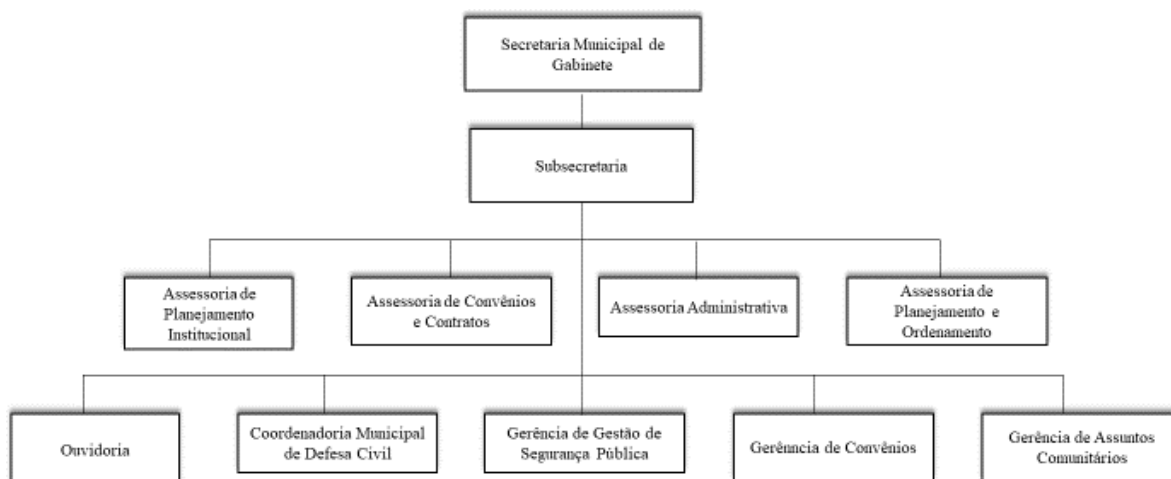 Secretaria Municipal de
Gabinete
Subsecretaria
Assessoria de
Planejamento
Institucional
Assessoria de Convênios
e Contratos
Assessoria Administrativa
Assessoria de
Planejamento e
Ordenamento
Ouvidoria
Coordenadoria Municipal
de Defesa Civil
Gerência de Gestão de
Segurança Pública
Gerênncia de Convênios
Gerência de Assuntos
Comunitários